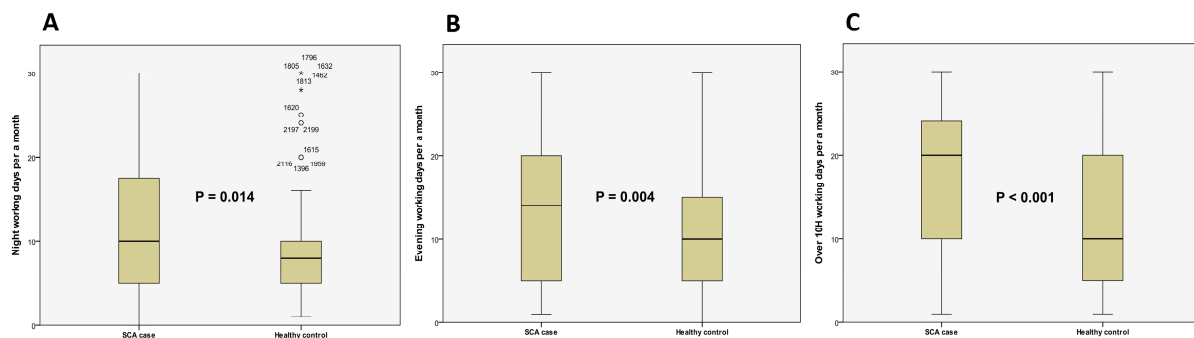 A
Night working days per a month
30
20
10
0
1796
1805 1632
1462
1813
1620
2197 2199
1615
2116 1959
1396
P = 0.014
SCA case Healthy control
B
Evening working days per a month
30
20
10
0
P = 0.004
SCA case Healthy control
C
Over 10H working days per a month
30
20
10
0
P < 0.001
SCA case Healthy control